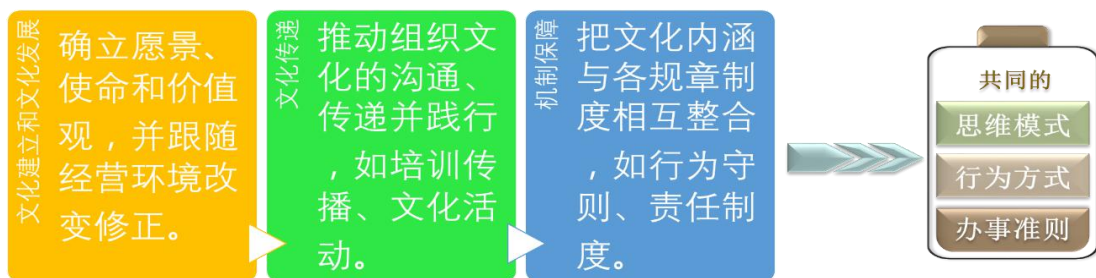 文化建立和文化发展
确立愿景、
使命和价值
观，并跟随
经营环境改
变修正。
文化传递
推动组织文
化的沟通、
传递并践行
，如培训传
播、文化活
动。
机制保障
把文化内涵
与各规章制
度相互整合
，如行为守
则、责任制
度。
共同的
思维模式
行为方式
办事准则